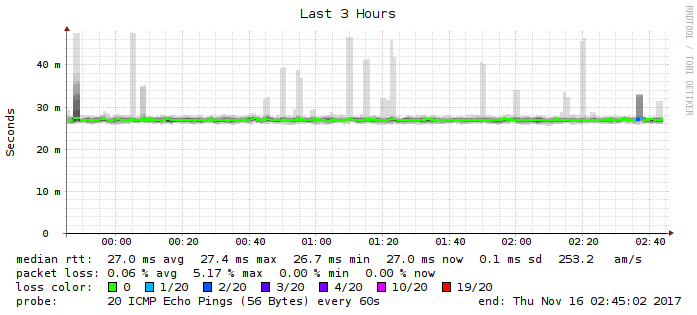 Last 3 Hours
RRDTOOL / TOBI OETIKER
Seconds
40 m
30 m
20 m
10 m
0
00:00 00:20 00:40 01:00 01:20 01:40 02:00 02:20 02:40
median rtt: 27.0 ms avg 27.4 ms max 26.7 ms min 27.0 ms now 0.1 ms sd 253.2 am/s
packet loss: 0.06 % avg 5.17 % max 0.00 % min 0.00 % now
loss color: 0 1/20 2/20 3/20 4/20 10/20 19/20
probe: 20 ICMP Echo Pings (56 Bytes) every 60s end: Thu Nov 16 02:45:02 2017